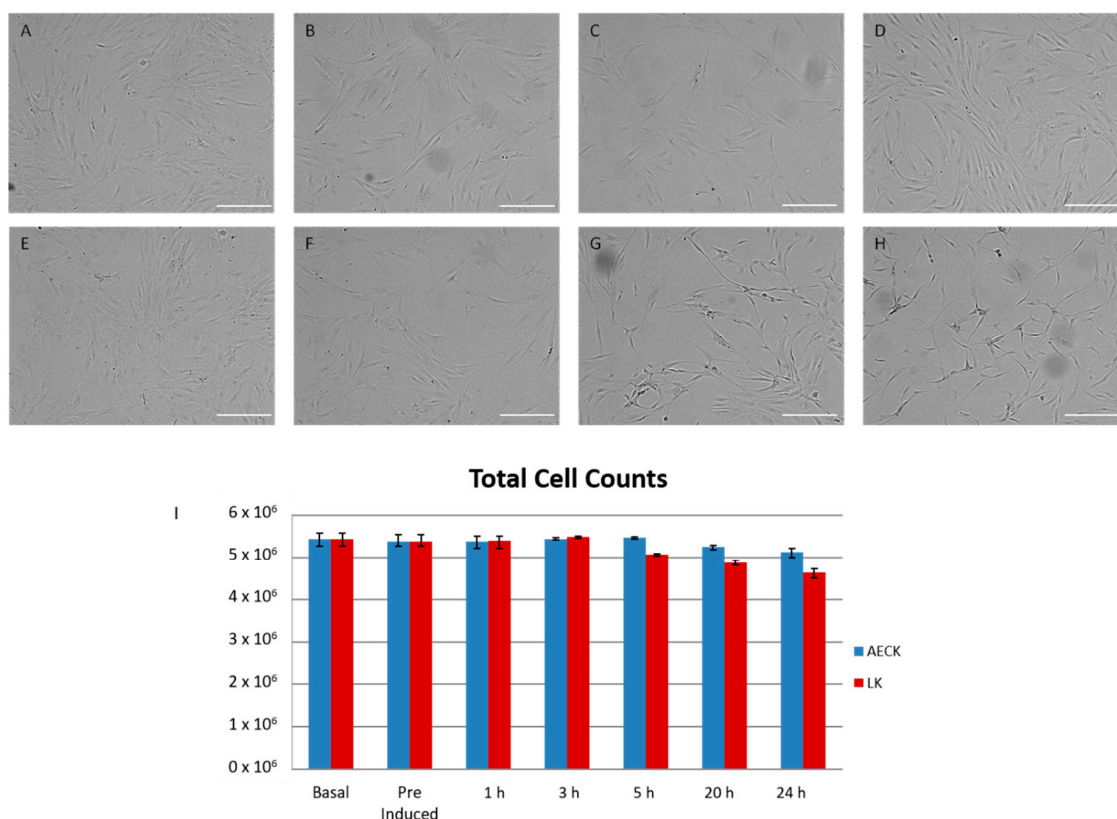 A
B
C
D
E
F
G
H
Total Cell Counts
I
6 x 10⁶
5 x 10⁶
4 x 10⁶
3 x 10⁶
2 x 10⁶
1 x 10⁶
0 x 10⁶
AECK
LK
Basal
Pre
Induced
1 h
3 h
5 h
20 h
24 h